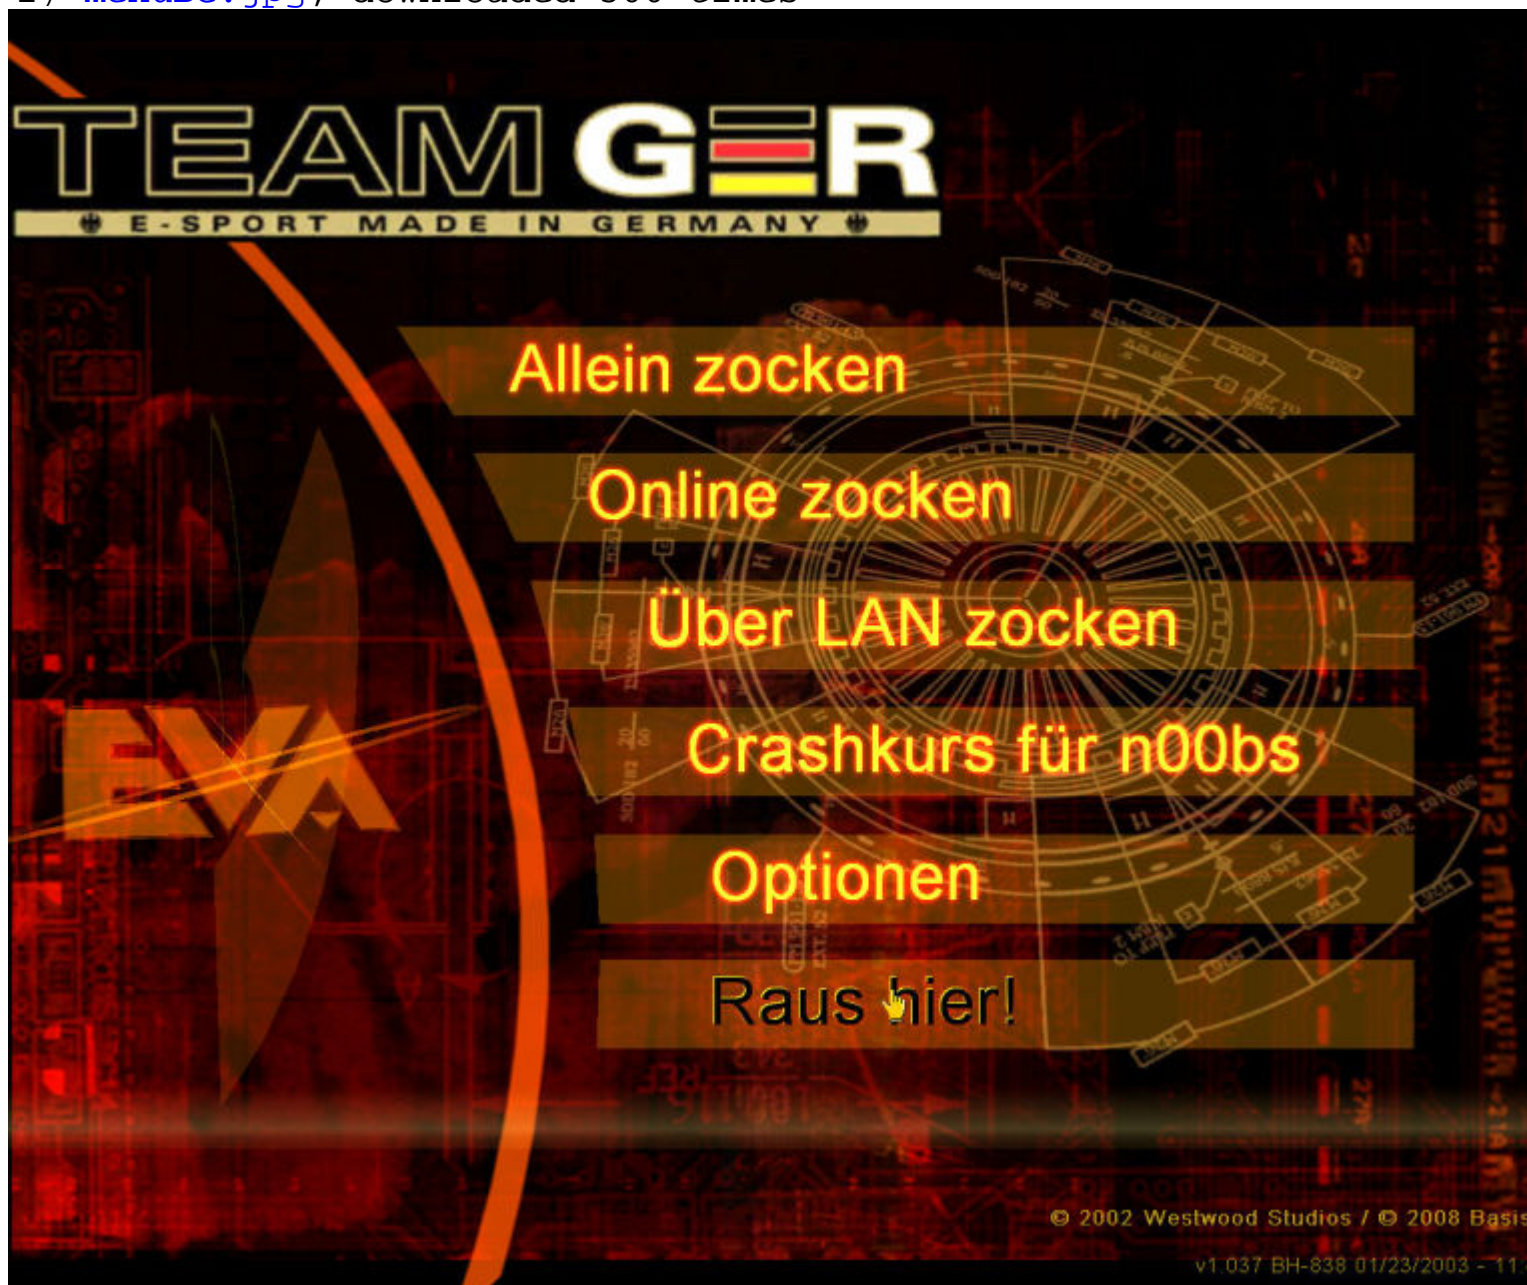 TEAM GER
E-SPORT MADE IN GERMANY
Allein zocken
Online zocken
Über LAN zocken
Crashkurs für n00bs
EVA
Optionen
Raus hier!
© 2002 Westwood Studios / © 2008 Basis
v1.037 BH-838 01/23/2003 - 11: